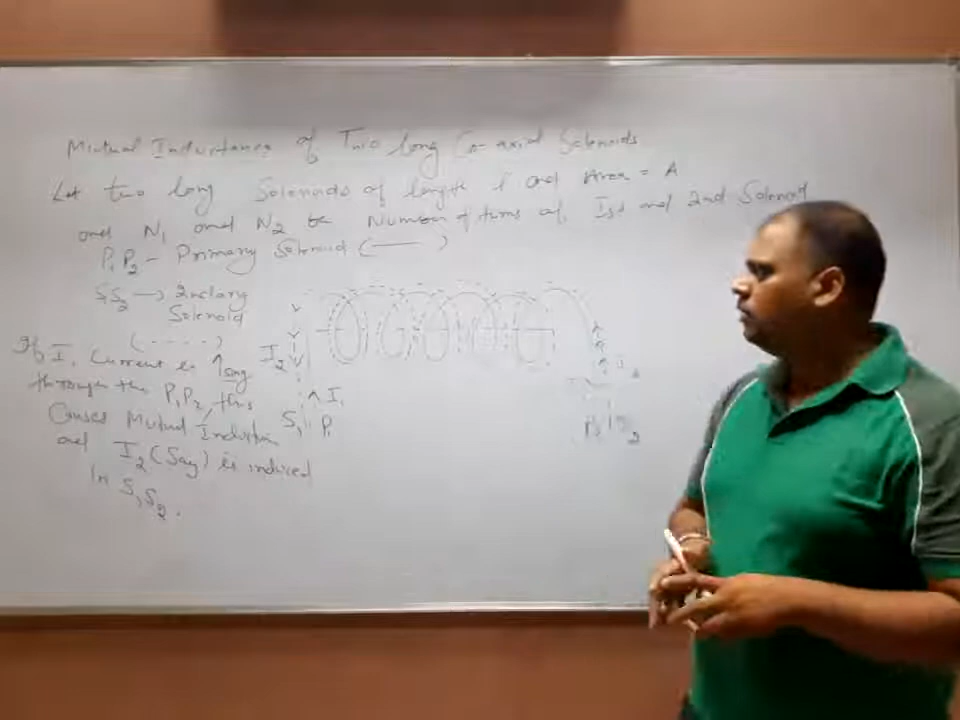 Mutual Inductance of Two long Co-axial Solenoids
Let two long Solenoids of length l and Area = A
and N1 and N2 be Number of turns of Ist and 2nd Solenoid
P1P2 - Primary Solenoid ( —— )
S1S2 → 2ndary
Solenoid
( ..... )
If I1 Current is ↑sing
through the P1P2, this
Causes Mutual Induction
and I2 (Say) is induced
In S1S2.
I2
I1
S1 P1
I2
P2 S2